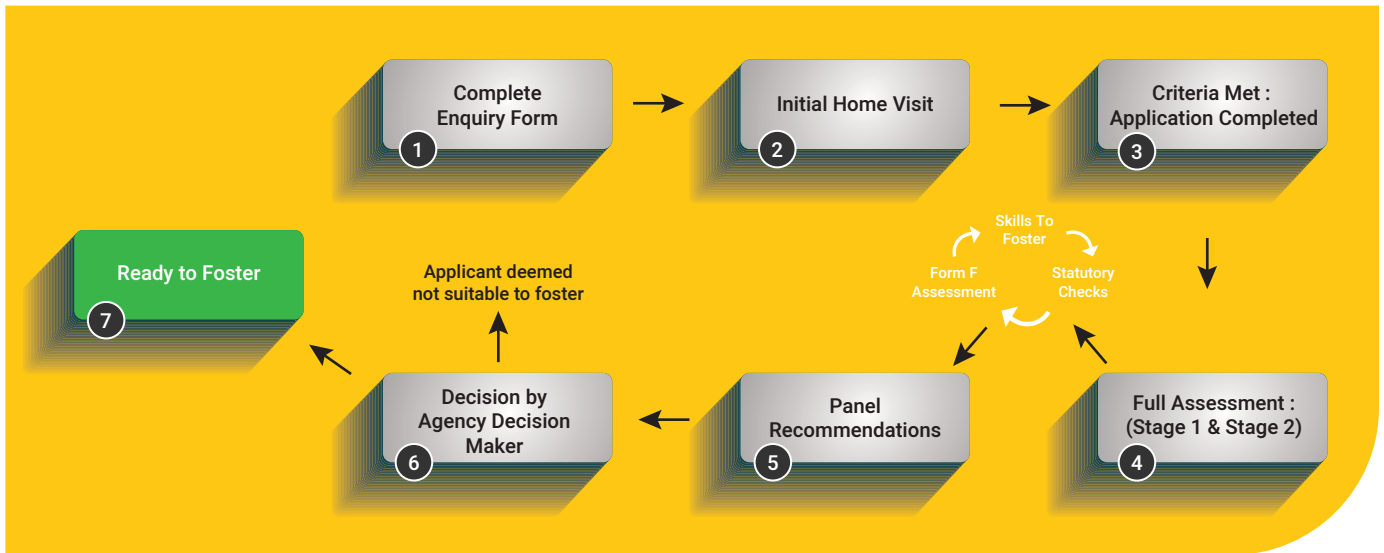 Complete
Enquiry Form
1
Initial Home Visit
2
Criteria Met :
Application Completed
3
Skills To
Foster
Statutory
Checks
Form F
Assessment
Full Assessment :
(Stage 1 & Stage 2)
4
Panel
Recommendations
5
Decision by
Agency Decision
Maker
6
Applicant deemed
not suitable to foster
Ready to Foster
7